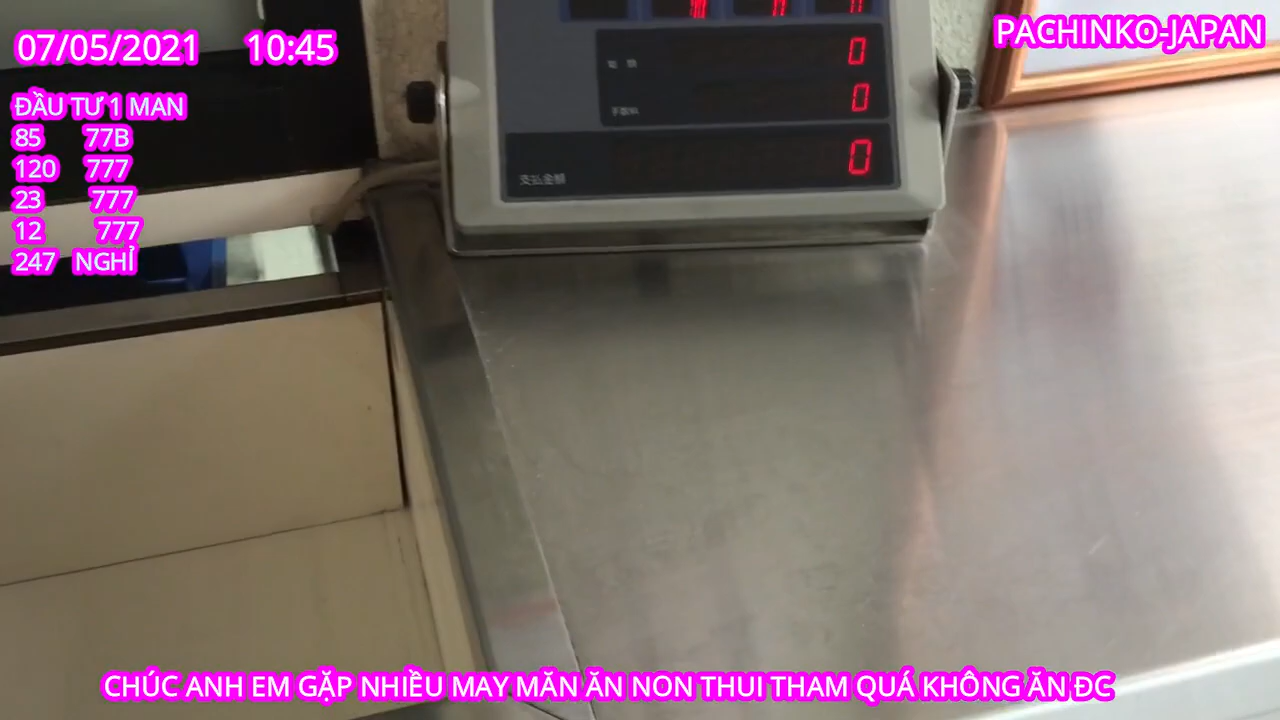 07/05/2021 10:45
PACHINKO-JAPAN
ĐẦU TƯ 1 MAN
85 77B
120 777
23 777
12 777
247 NGHỈ
0
0
支払金額 0
CHÚC ANH EM GẶP NHIỀU MAY MĂN ĂN NON THUI THAM QUÁ KHÔNG ĂN ĐC